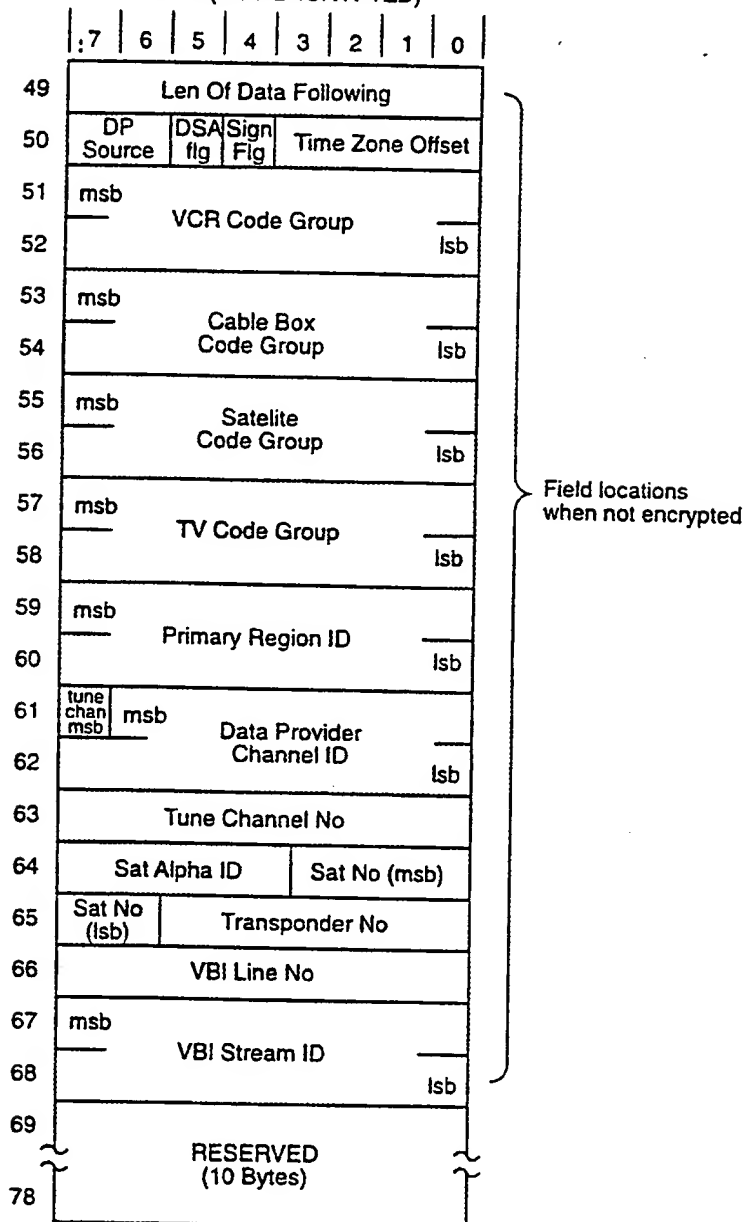 :7 6 5 4 3 2 1 0
49 Len Of Data Following
50 DP Source DSA flg Sign Flg Time Zone Offset
51 msb
VCR Code Group
52 lsb
53 msb
Cable Box
Code Group
54 lsb
55 msb
Satelite
Code Group
56 lsb
57 msb
TV Code Group
58 lsb
Field locations
when not encrypted
59 msb
Primary Region ID
60 lsb
61 tune chan msb msb
Data Provider
Channel ID
62 lsb
63 Tune Channel No
64 Sat Alpha ID Sat No (msb)
65 Sat No (lsb) Transponder No
66 VBI Line No
67 msb
VBI Stream ID
68 lsb
69
RESERVED
(10 Bytes)
78